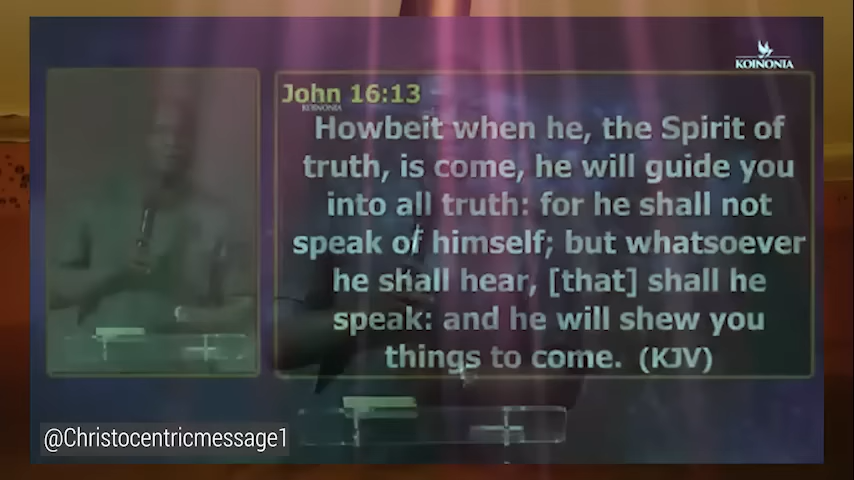 KOINONIA
John 16:13
KOINONIA
Howbeit when he, the Spirit of
truth, is come, he will guide you
into all truth: for he shall not
speak of himself; but whatsoever
he shall hear, [that] shall he
speak: and he will shew you
things to come. (KJV)
@Christocentricmessage1